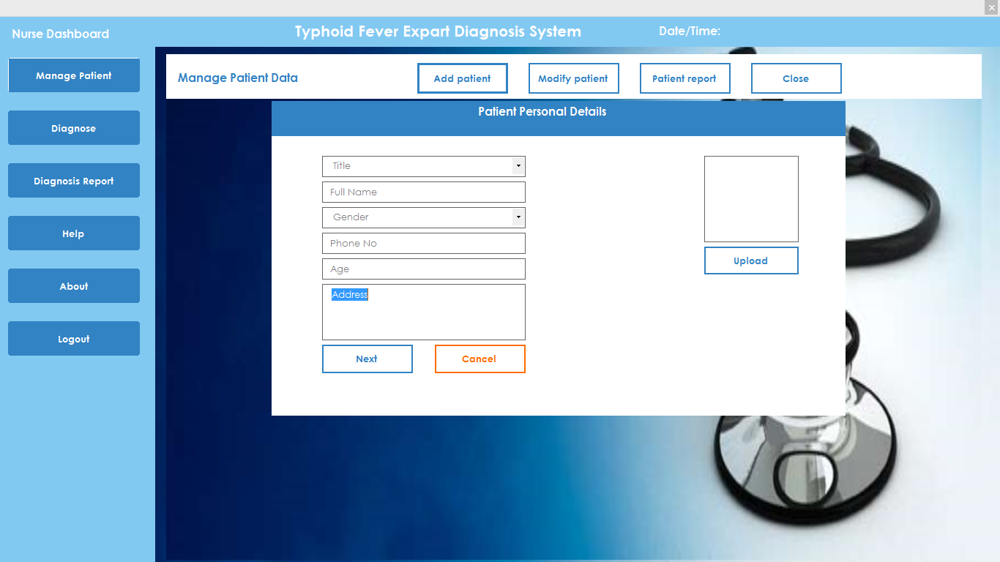 Nurse Dashboard
Typhoid Fever Expart Diagnosis System
Date/Time:
Manage Patient
Diagnose
Diagnosis Report
Help
About
Logout
Manage Patient Data
Add patient
Modify patient
Patient report
Close
Patient Personal Details
Title
Full Name
Gender
Phone No
Age
Address
Next
Cancel
Upload